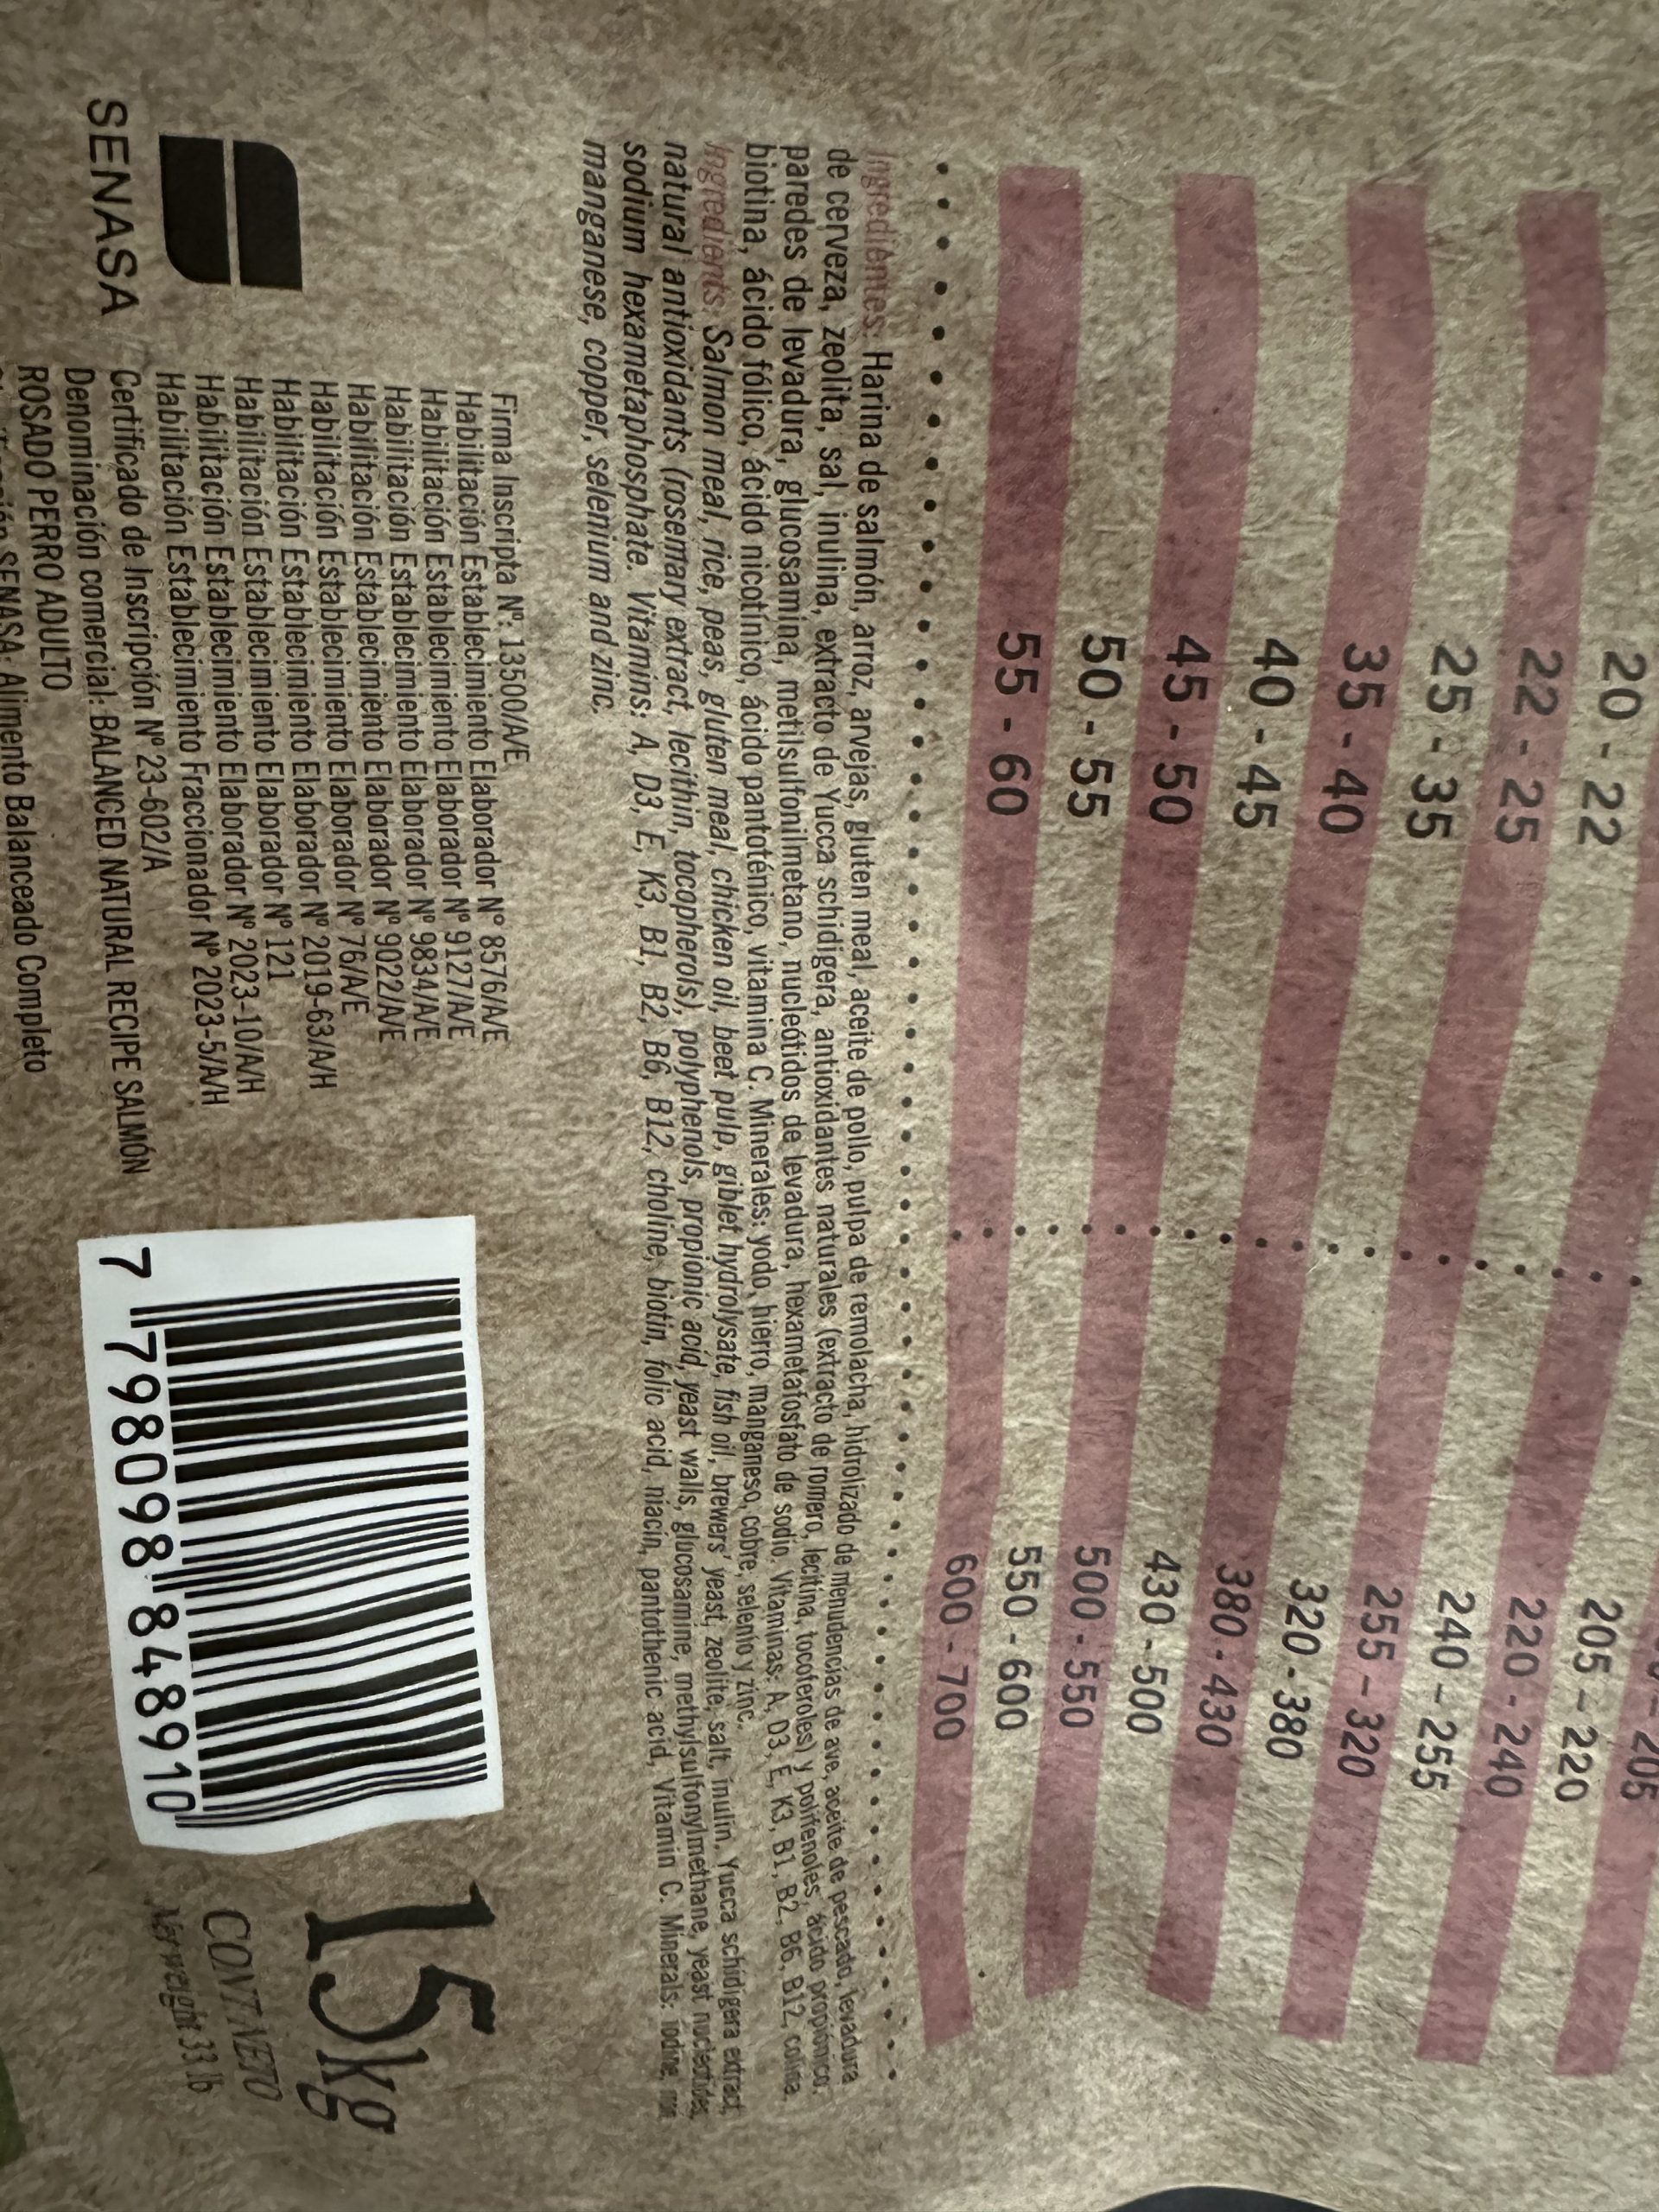 205
20 - 22 205 – 220
22 - 25 220 - 240
25 - 35 240 – 255
35 - 40 255 – 320
40 - 45 320 - 380
45 - 50 380 - 430
50 - 55 430 - 500
55 - 60 500 - 550
550 - 600
600 - 700
Ingredientes: Harina de salmón, arroz, arvejas, gluten meal, aceite de pollo, pulpa de remolacha, hidrolizado de menudencias de ave, aceite de pescado, levadura
de cerveza, zeolita, sal, inulina, extracto de Yucca schidigera, antioxidantes naturales (extracto de romero, lecitina, tocoferoles) y polifenoles, ácido propiónico,
paredes de levadura, glucosamina, metilsulfonilmetano, nucleótidos de levadura, hexametafosfato de sodio. Vitaminas: A, D3, E, K3, B1, B2, B6, B12, colina,
biotina, ácido fólico, ácido nicotínico, ácido pantoténico, vitamina C. Minerales: yodo, hierro, manganeso, cobre, selenio y zinc.
Ingredients: Salmon meal, rice, peas, gluten meal, chicken oil, beet pulp, giblet hydrolysate, fish oil, brewers' yeast, zeolite, salt, inulin, Yucca schidigera extract,
natural antioxidants (rosemary extract, lecithin, tocopherols), polyphenols, propionic acid, yeast walls, glucosamine, methylsulfonylmethane, yeast nucleotides,
sodium hexametaphosphate. Vitamins: A, D3, E, K3, B1, B2, B6, B12, choline, biotin, folic acid, niacin, pantothenic acid, Vitamin C. Minerals: iodine,
manganese, copper, selenium and zinc.
SENASA
Firma Inscripta Nº: 13500/A/E
Habilitación Establecimiento Elaborador N° 8576/A/E
Habilitación Establecimiento Elaborador Nº 9127/A/E
Habilitación Establecimiento Elaborador Nº 9834/A/E
Habilitación Establecimiento Elaborador Nº 9022/A/E
Habilitación Establecimiento Elaborador Nº 76/A/E
Habilitación Establecimiento Elaborador Nº 2019-63/A/H
Habilitación Establecimiento Elaborador Nº 121
Habilitación Establecimiento Elaborador Nº 2023-10/A/H
Habilitación Establecimiento Fraccionador Nº 2023-5/A/H
Certificado de Inscripción Nº 23-602/A
Denominación comercial: BALANCED NATURAL RECIPE SALMÓN
ROSADO PERRO ADULTO
SENASA: Alimento Balanceado Completo
7 798098 848910
15kg
CONT. NETO
Net weight 33 lb